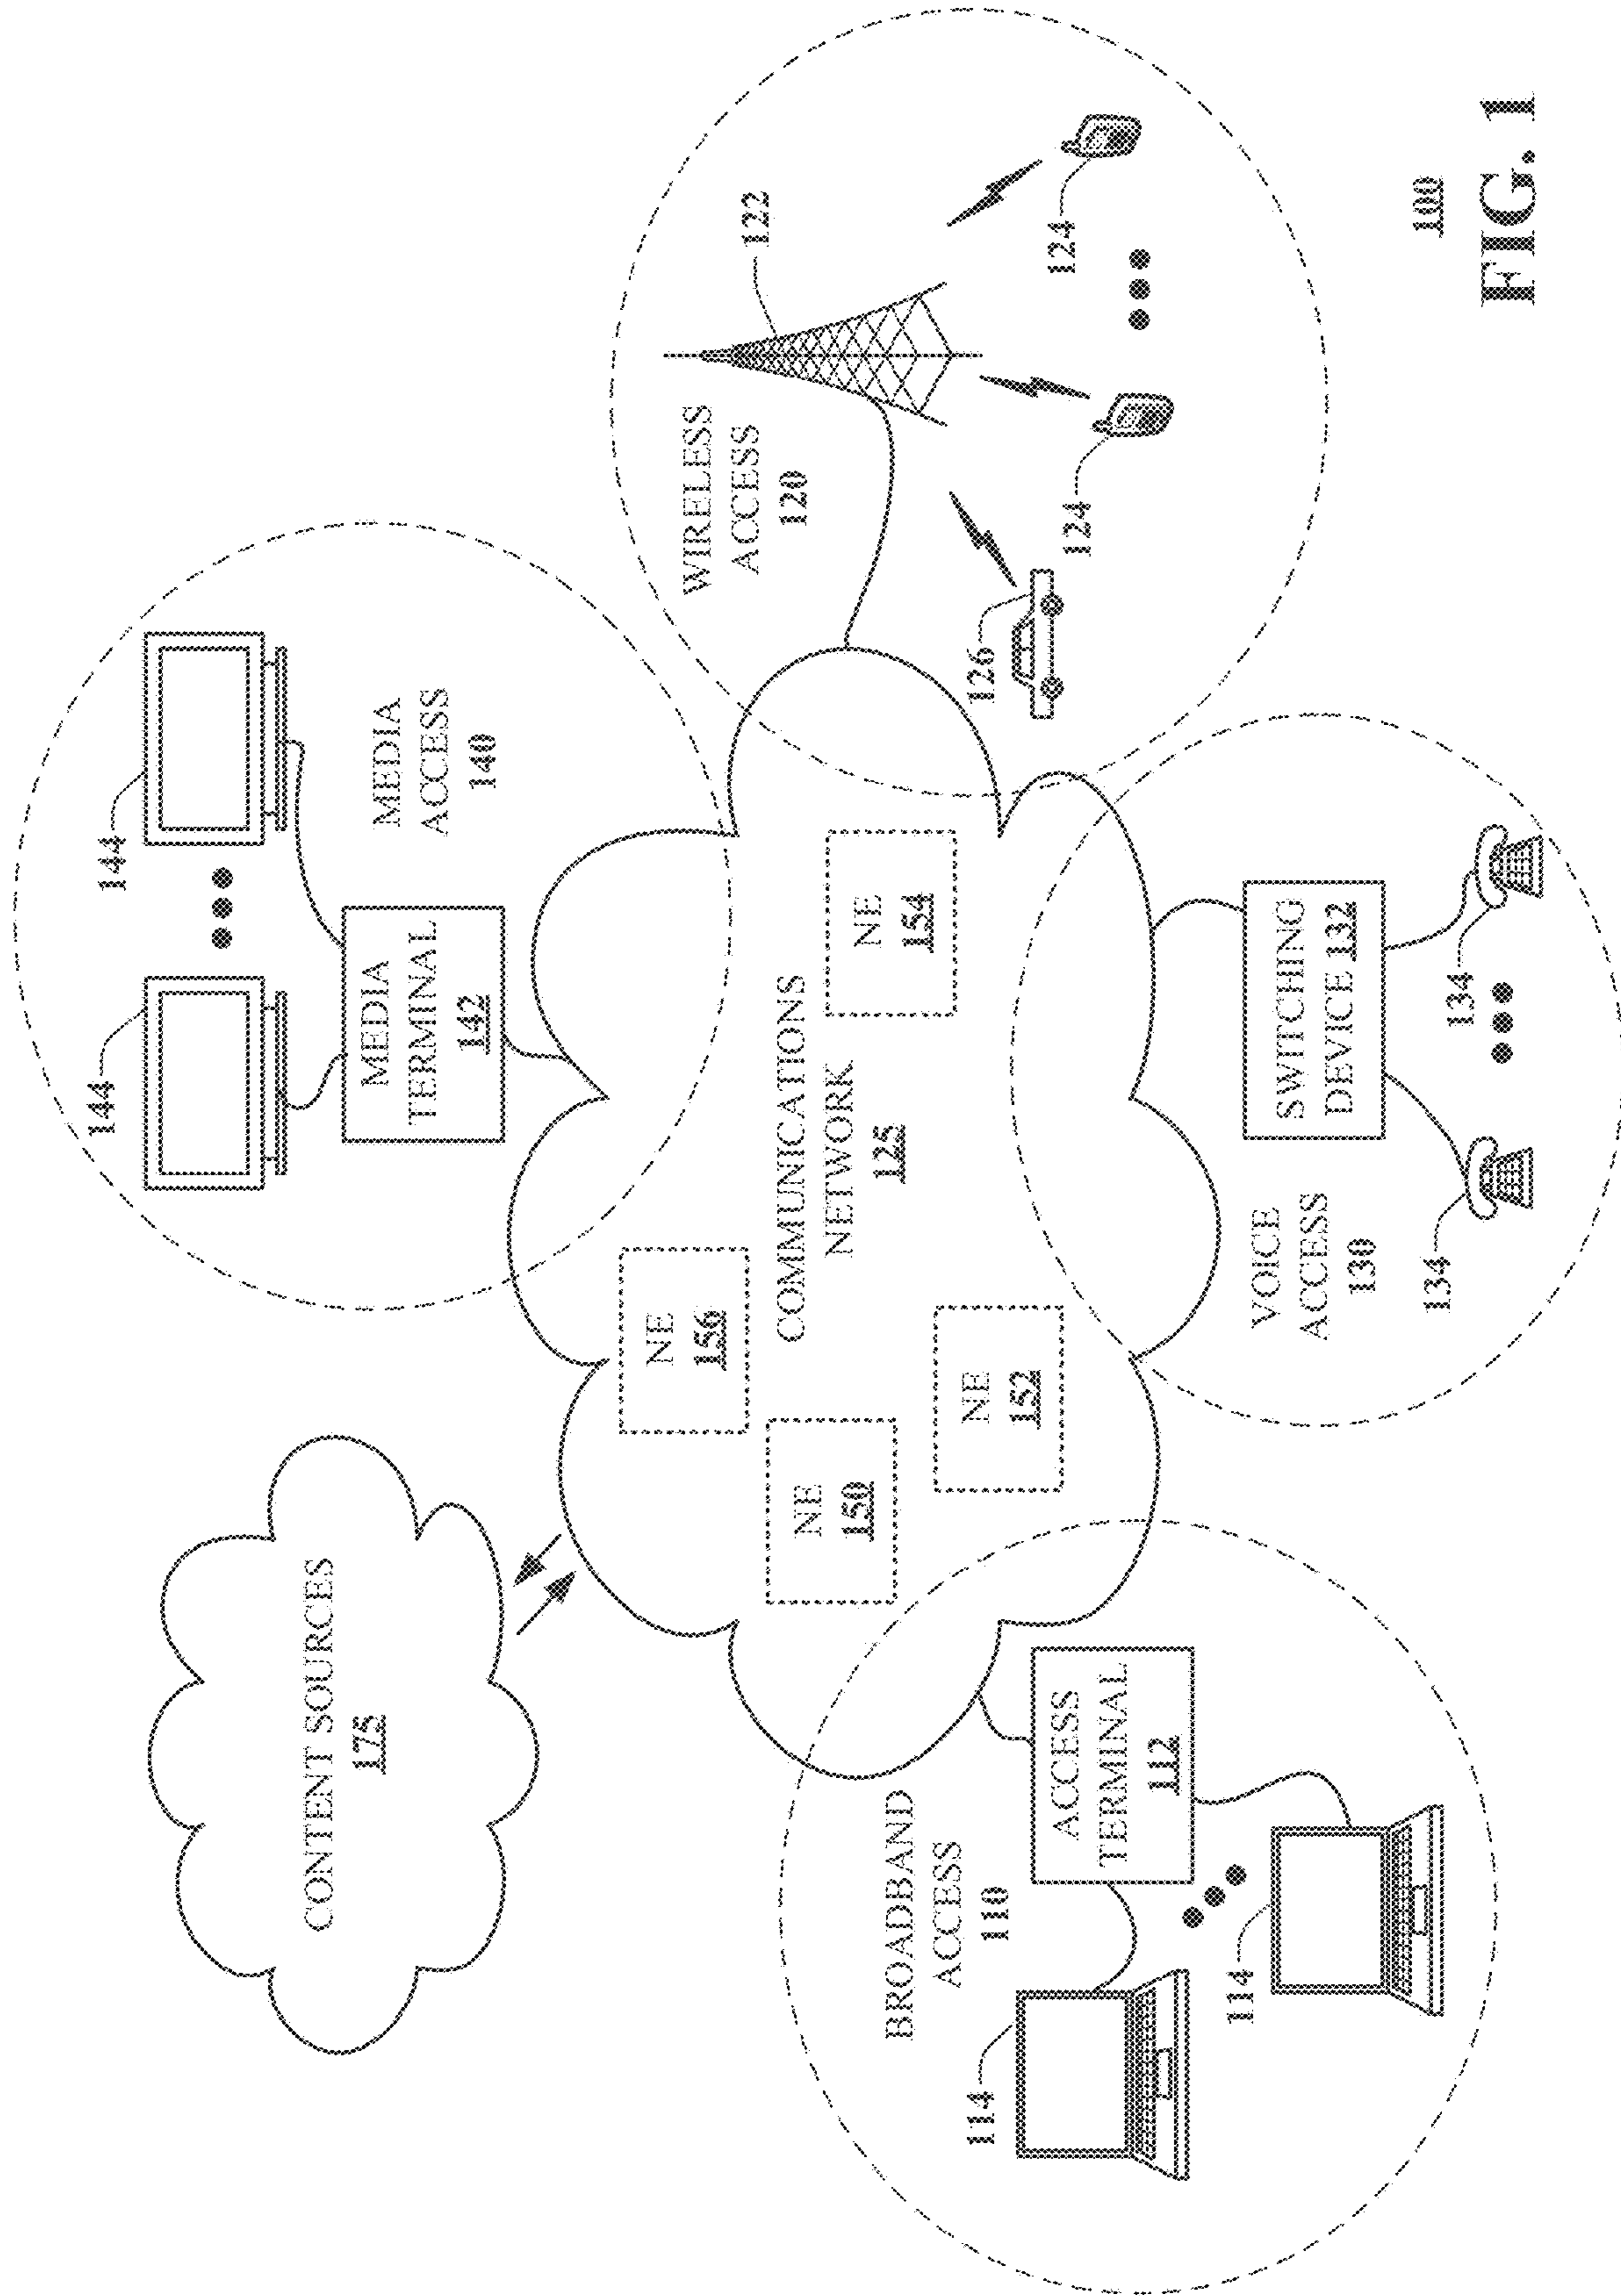 CONTENT SOURCES
175
144
144
MEDIA
TERMINAL
142
MEDIA
ACCESS
140
NE
156
NE
150
NE
152
COMMUNICATIONS
NETWORK
125
NE
154
WIRELESS
ACCESS
120
122
126
124
124
BROADBAND
ACCESS
110
ACCESS
TERMINAL
112
114
114
VOICE
ACCESS
130
SWITCHING
DEVICE 132
134
134
100
FIG. 1